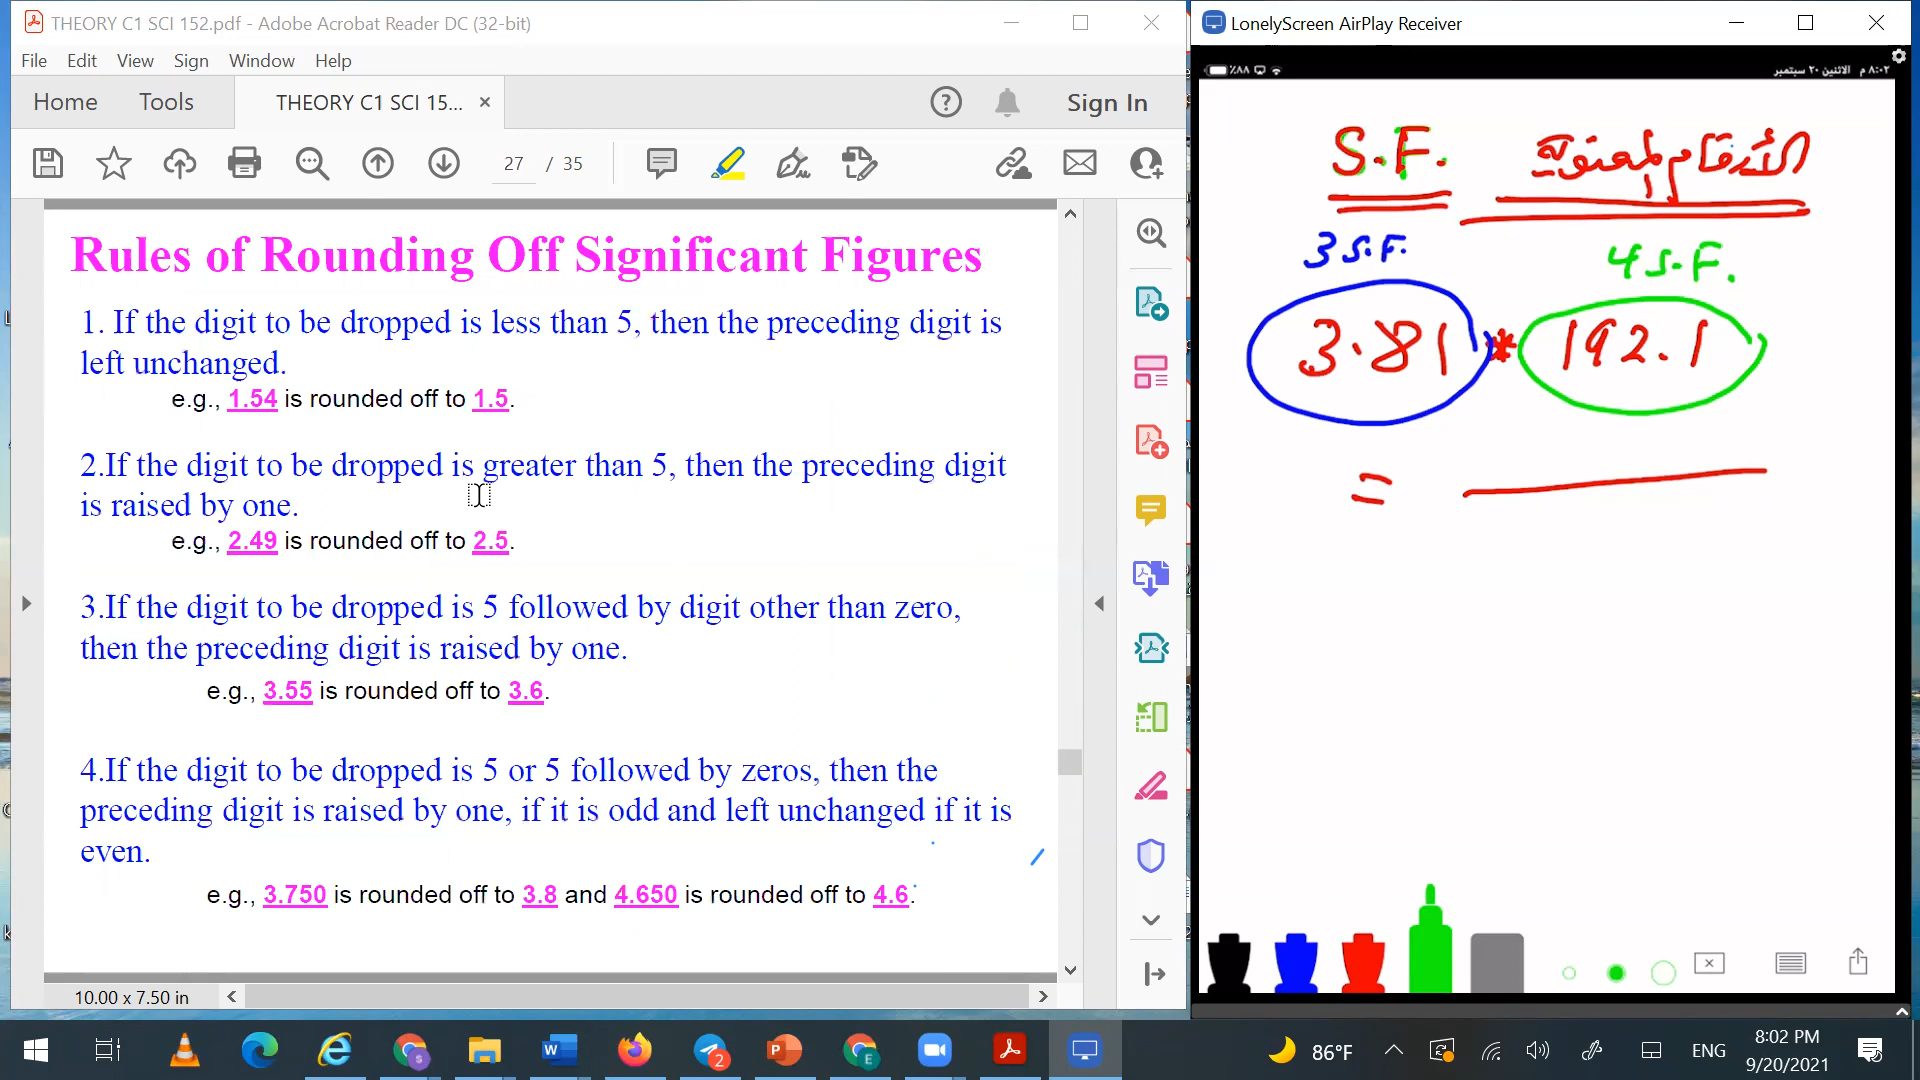 THEORY C1 SCI 152.pdf - Adobe Acrobat Reader DC (32-bit)
File Edit View Sign Window Help
Home Tools THEORY C1 SCI 15... × Sign In
27 / 35
Rules of Rounding Off Significant Figures
1. If the digit to be dropped is less than 5, then the preceding digit is
left unchanged.
e.g., 1.54 is rounded off to 1.5.
2.If the digit to be dropped is greater than 5, then the preceding digit
is raised by one.
e.g., 2.49 is rounded off to 2.5.
3.If the digit to be dropped is 5 followed by digit other than zero,
then the preceding digit is raised by one.
e.g., 3.55 is rounded off to 3.6.
4.If the digit to be dropped is 5 or 5 followed by zeros, then the
preceding digit is raised by one, if it is odd and left unchanged if it is
even.
e.g., 3.750 is rounded off to 3.8 and 4.650 is rounded off to 4.6.
10.00 x 7.50 in
LonelyScreen AirPlay Receiver
٨:٠٢ م الاثنين ٢٠ سبتمبر
٪٨٨
S.F. الأرقام المعنوية
3 S.F. 4 S.F.
3.81 * 192.1
=
86°F ENG 8:02 PM
9/20/2021